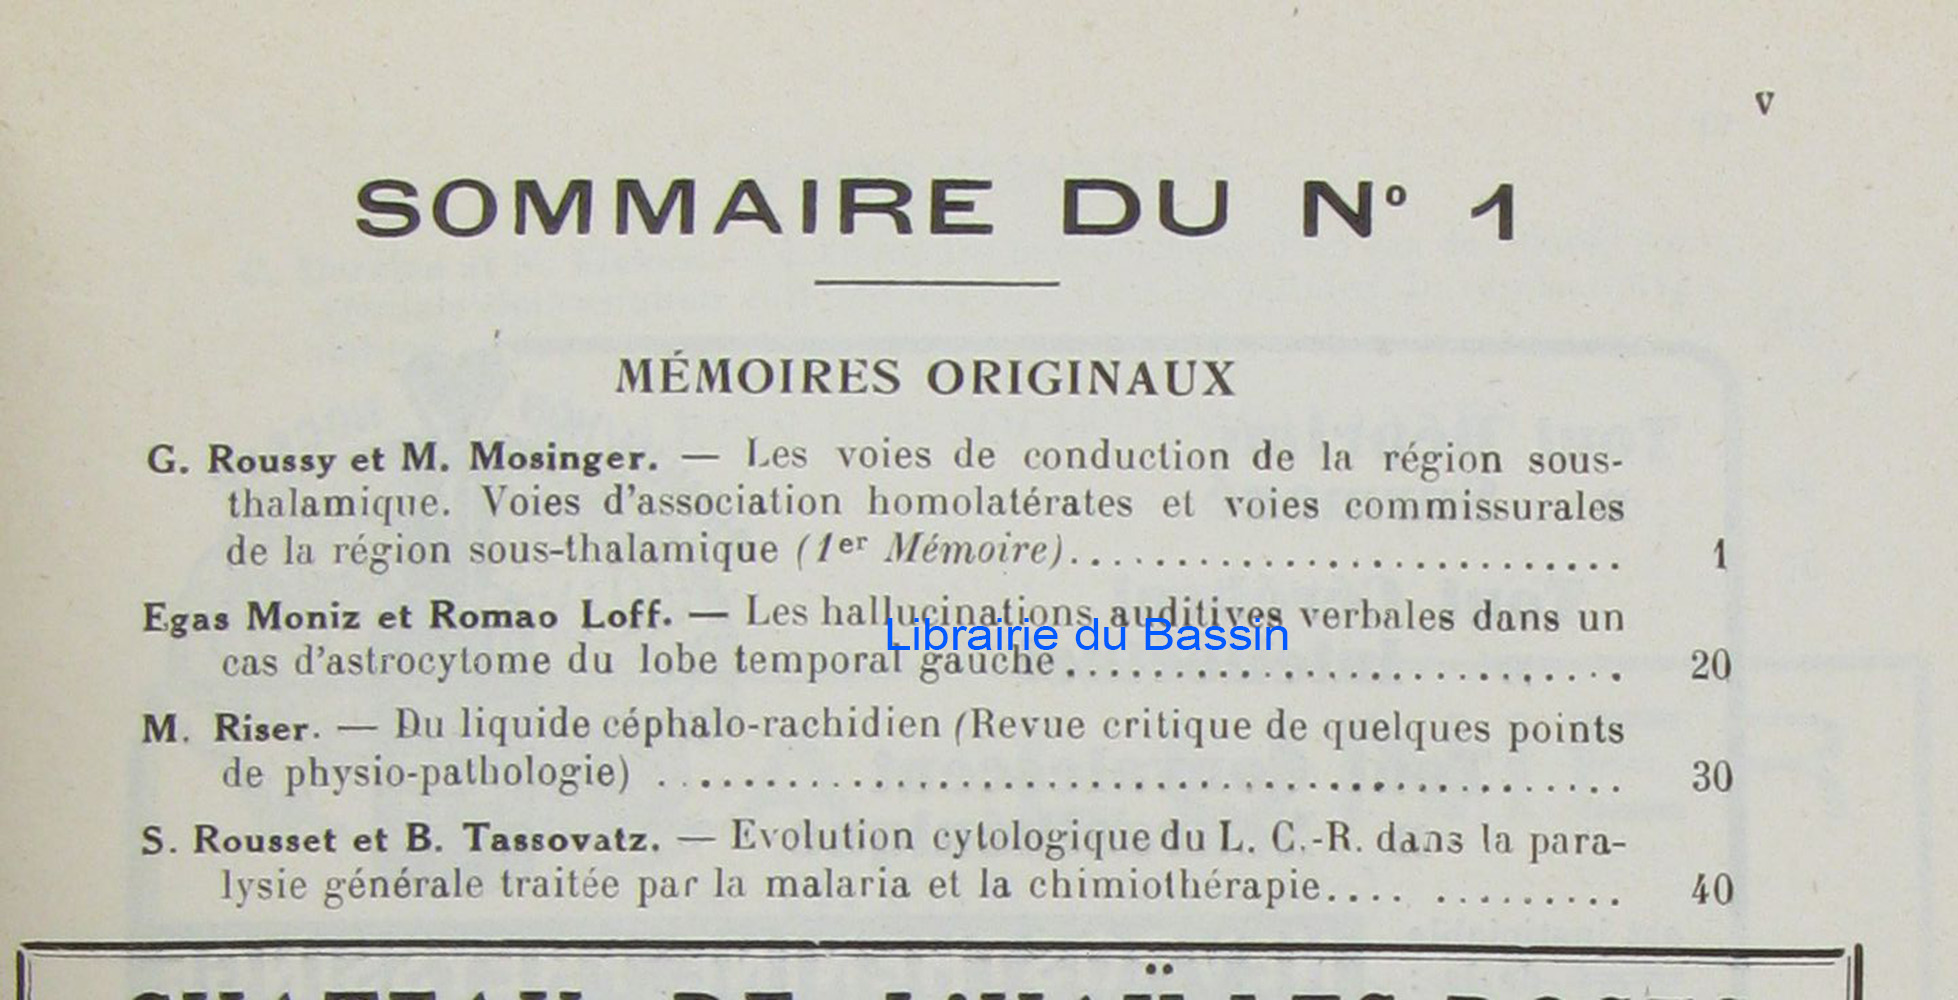 v
SOMMAIRE DU Nº 1
MÉMOIRES ORIGINAUX
G. Roussy et M. Mosinger. — Les voies de conduction de la région sous-
thalamique. Voies d'association homolatérates et voies commissurales
de la région sous-thalamique (1er Mémoire).......................... 1
Egas Moniz et Romao Loff. — Les hallucinations auditives verbales dans un
Librairie du Bassin
cas d'astrocytome du lobe temporal gauche.......................... 20
M. Riser. — Du liquide céphalo-rachidien (Revue critique de quelques points
de physio-pathologie) ........................................ 30
S. Rousset et B. Tassovatz. — Evolution cytologique du L. C.-R. dans la para-
lysie générale traitée par la malaria et la chimiothérapie.... ......... 40